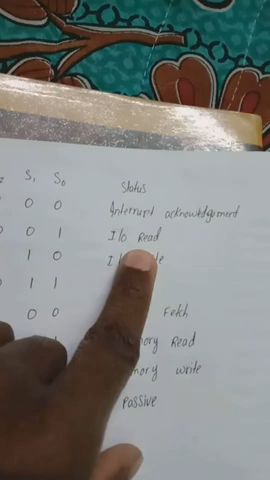 S₁ S₀ Status
0 0 Interrupt acknowledgement
0 0 1 I/O Read
1 0 I
1 1
0 0 Fetch
Read
write
Passive